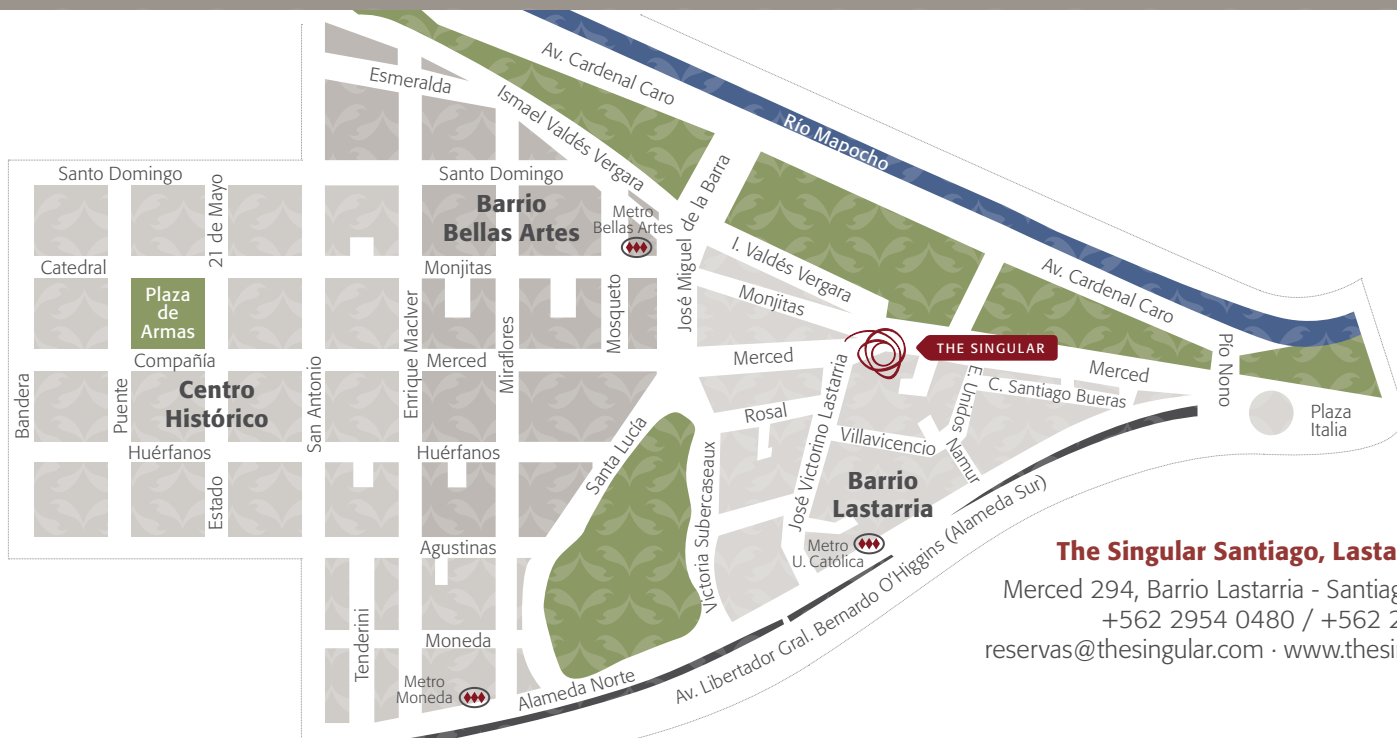 Av. Cardenal Caro
Río Mapocho
Esmeralda
Ismael Valdés Vergara
José Miguel de la Barra
Santo Domingo
Santo Domingo
21 de Mayo
Barrio
Bellas Artes
Metro
Bellas Artes
Catedral
Monjitas
I. Valdés Vergara
Monjitas
Av. Cardenal Caro
Plaza
de
Armas
Enrique MacIver
Miraflores
Mosqueto
THE SINGULAR
Pío Nono
Compañía
Merced
Merced
Merced
Bandera
Puente
Centro
Histórico
San Antonio
José Victorino Lastarria
E. Unidos
C. Santiago Bueras
Rosal
Plaza
Italia
Villavicencio
Namur
Huérfanos
Huérfanos
Santa Lucía
Victoria Subercaseaux
Estado
Barrio
Lastarria
Agustinas
Metro
U. Católica
Av. Libertador Gral. Bernardo O'Higgins (Alameda Sur)
Tenderini
Moneda
Metro
Moneda
Alameda Norte
The Singular Santiago, Lasta
Merced 294, Barrio Lastarria - Santiag
+562 2954 0480 / +562 2
reservas@thesingular.com · www.thesi